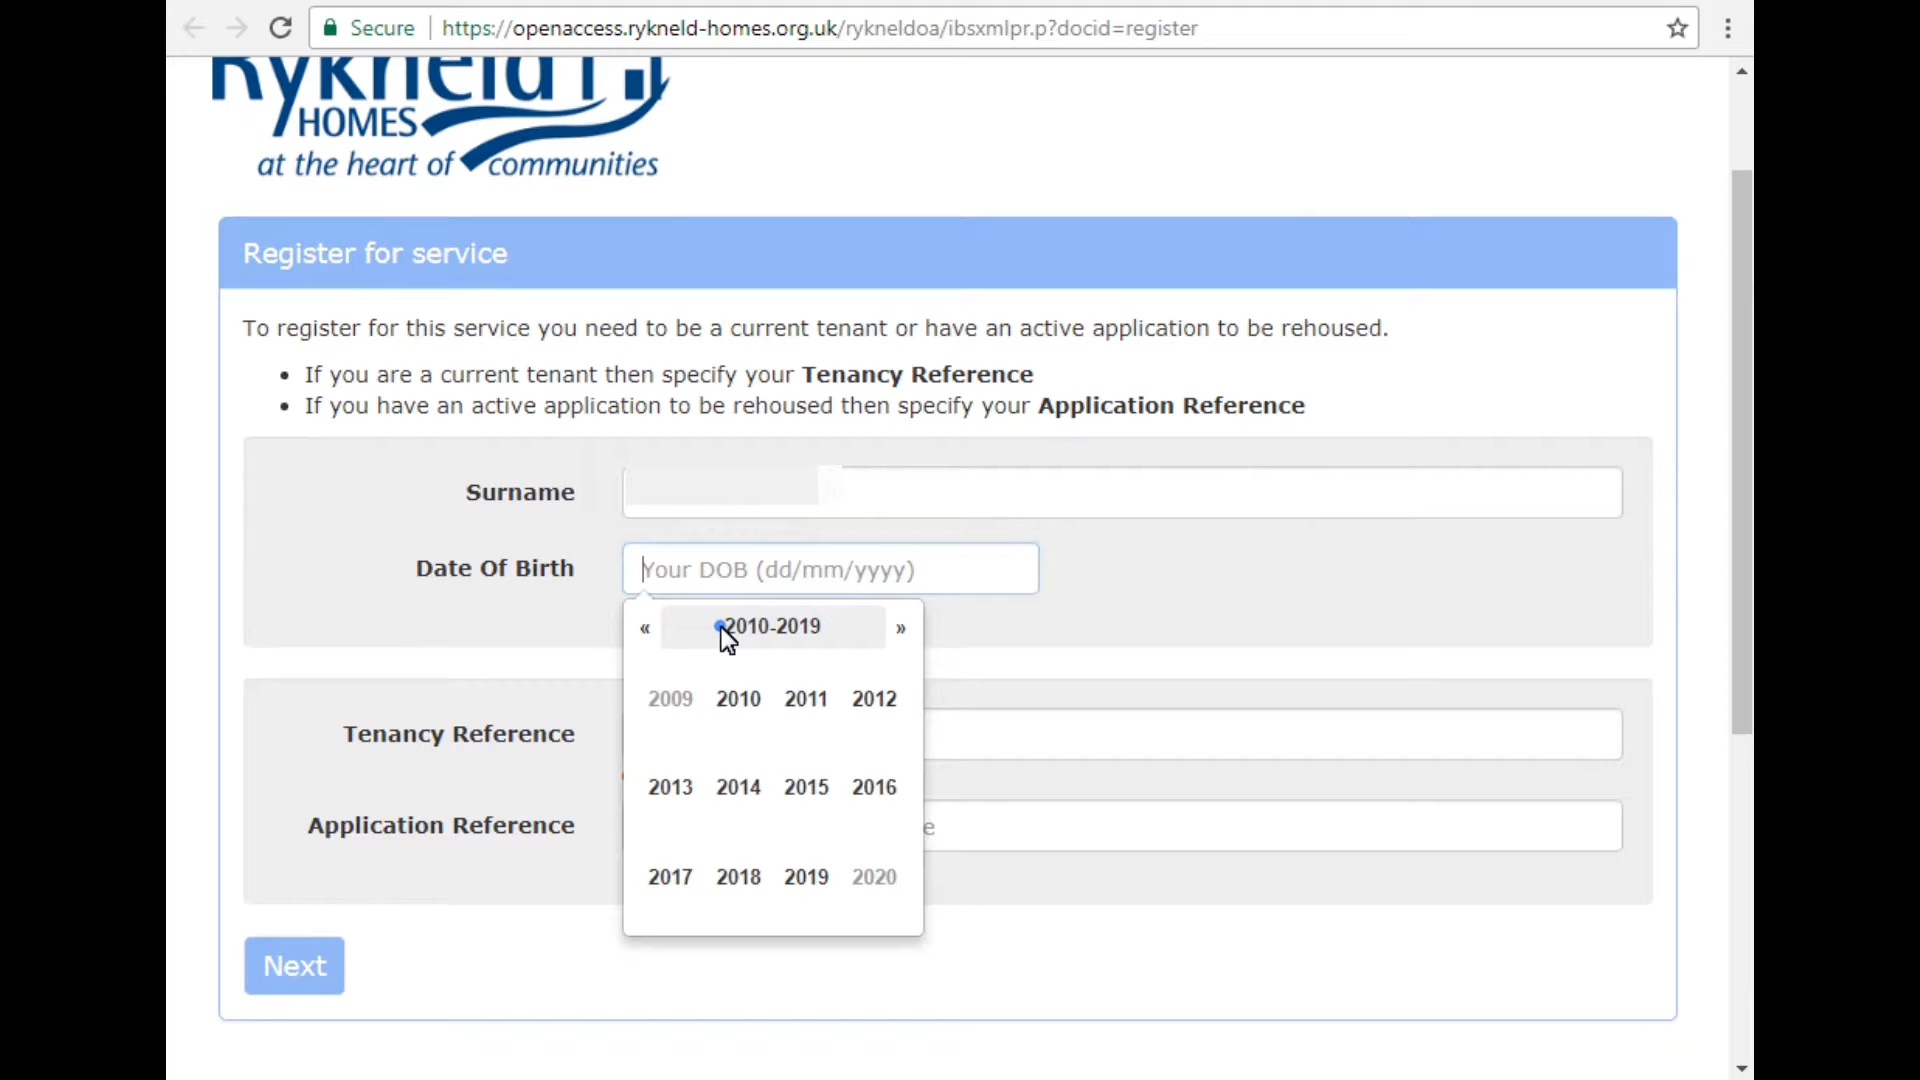 Secure https://openaccess.rykneld-homes.org.uk/rykneldoa/ibsxmlpr.p?docid=register
Rykneld
HOMES
at the heart of communities
Register for service
To register for this service you need to be a current tenant or have an active application to be rehoused.
• If you are a current tenant then specify your Tenancy Reference
• If you have an active application to be rehoused then specify your Application Reference
Surname
Date Of Birth Your DOB (dd/mm/yyyy)
« 2010-2019 »
2009 2010 2011 2012
Tenancy Reference
2013 2014 2015 2016
Application Reference
2017 2018 2019 2020
Next